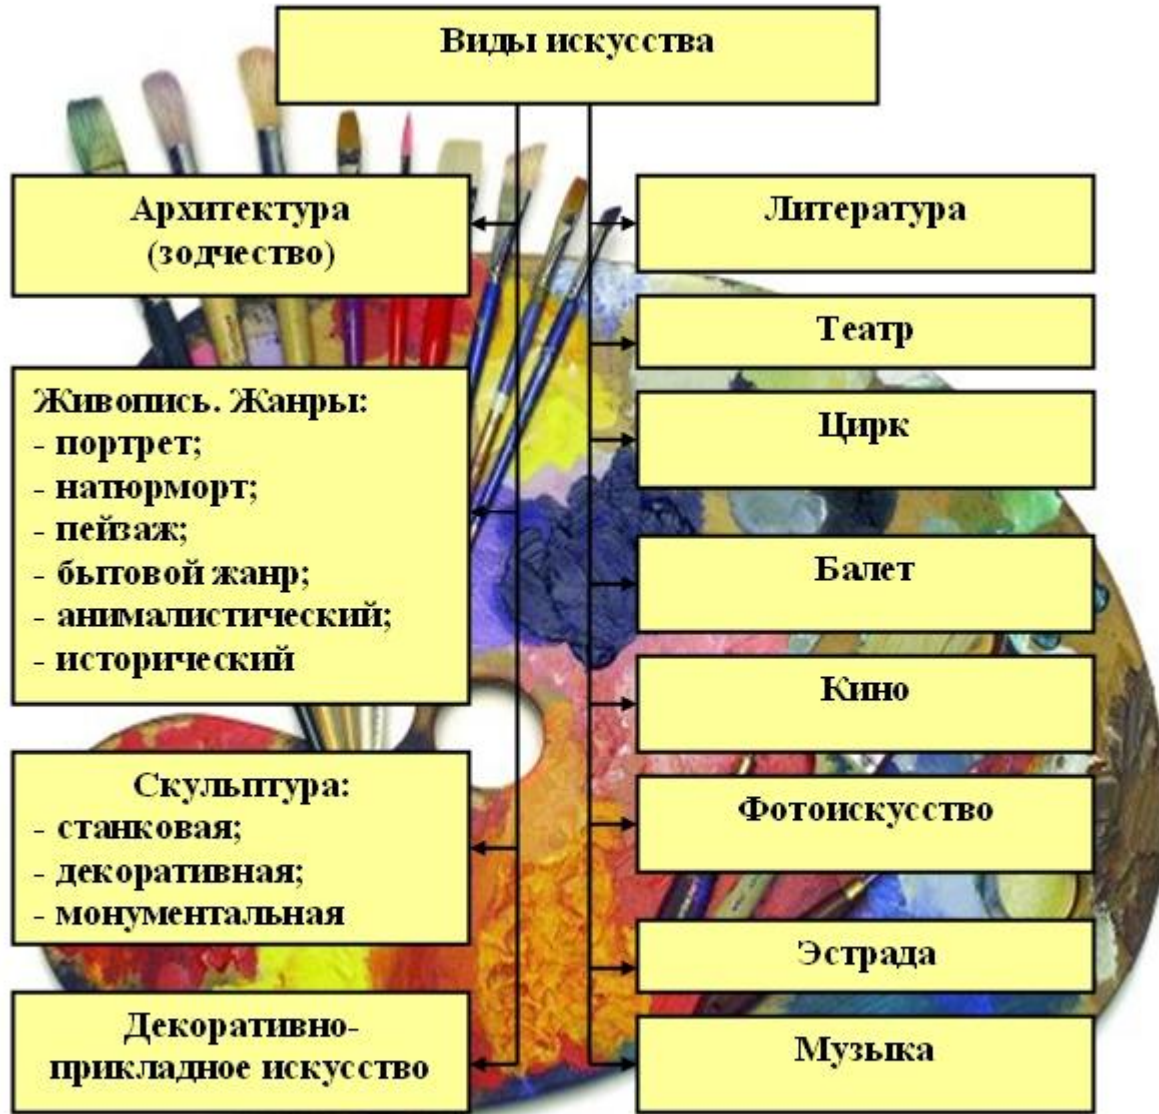 Виды искусства
Архитектура
(зодчество)
Живопись. Жанры:
- портрет;
- натюрморт;
- пейзаж;
- бытовой жанр;
- анималистический;
- исторический
Скульптура:
- станковая;
- декоративная;
- монументальная
Декоративно-
прикладное искусство
Литература
Театр
Цирк
Балет
Кино
Фотоискусство
Эстрада
Музыка